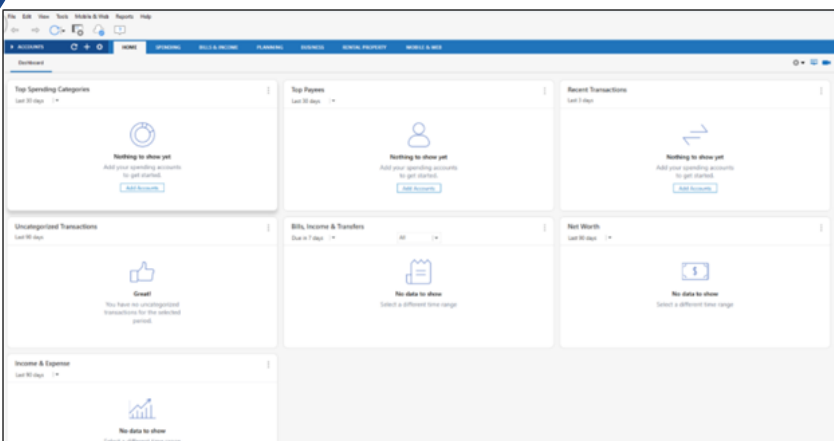 File Edit View Tools Mobile & Web Reports Help
ACCOUNTS HOME SPENDING BILLS & INCOME PLANNING BUSINESS RENTAL PROPERTY MOBILE & WEB
Dashboard
Top Spending Categories
Last 30 days
Nothing to show yet
Add your spending accounts
to get started.
Add Accounts
Top Payees
Last 30 days
Nothing to show yet
Add your spending accounts
to get started.
Add Accounts
Recent Transactions
Last 3 days
Nothing to show yet
Add your spending accounts
to get started.
Add Accounts
Uncategorized Transactions
Last 90 days
Great!
You have no uncategorized
transactions for the selected
period.
Bills, Income & Transfers
Due in 7 days All
No data to show
Select a different time range
Net Worth
Last 90 days
$
No data to show
Select a different time range
Income & Expense
Last 90 days
No data to show
Select a different time range